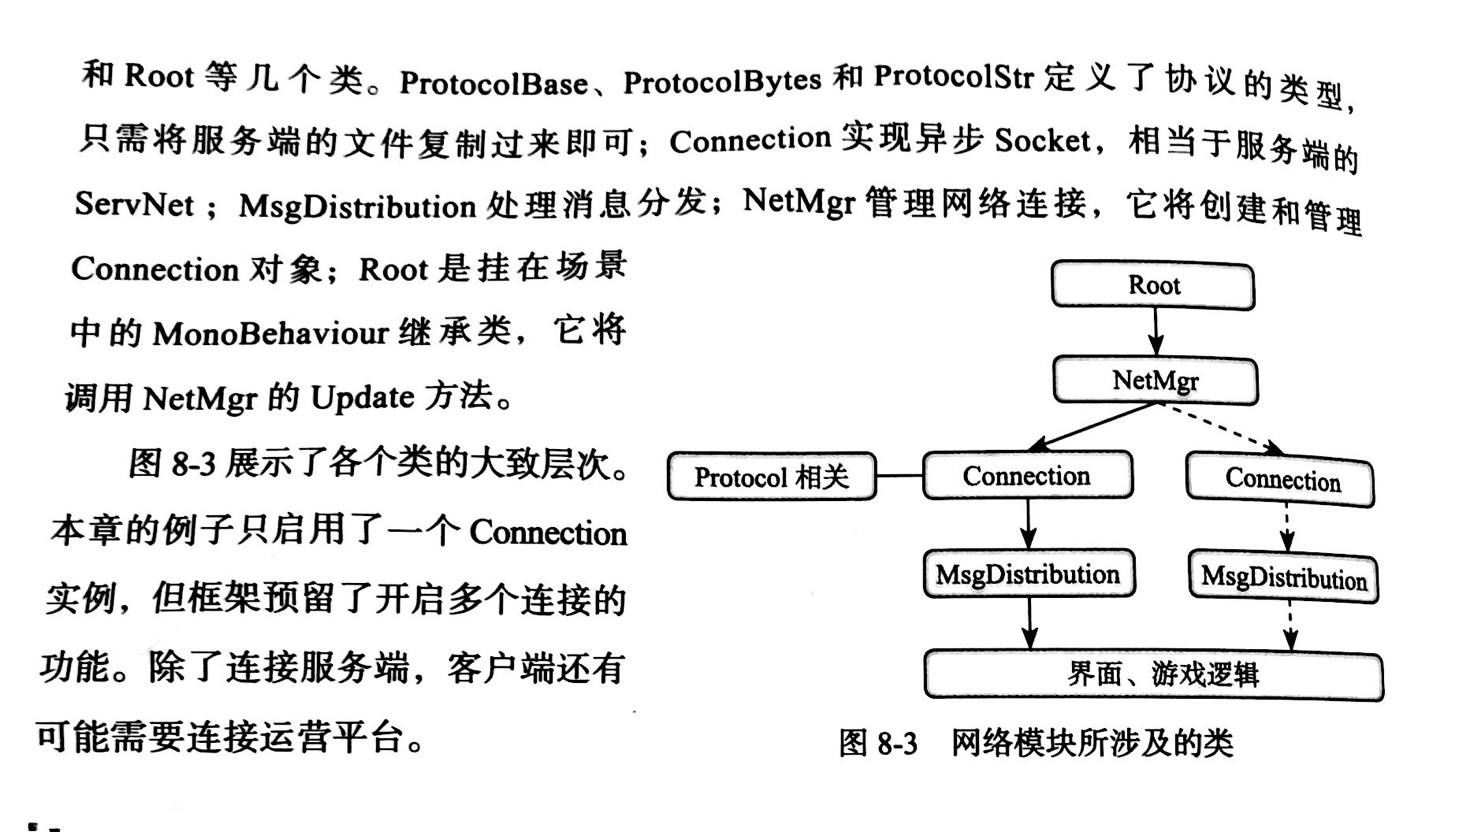 和 Root 等几个类。ProtocolBase、ProtocolBytes 和 ProtocolStr 定义了协议的类型，
只需将服务端的文件复制过来即可；Connection 实现异步 Socket，相当于服务端的
ServNet；MsgDistribution 处理消息分发；NetMgr 管理网络连接，它将创建和管理
Connection 对象；Root 是挂在场景
中的 MonoBehaviour 继承类，它将
调用 NetMgr 的 Update 方法。
图 8-3 展示了各个类的大致层次。
本章的例子只启用了一个 Connection
实例，但框架预留了开启多个连接的
功能。除了连接服务端，客户端还有
可能需要连接运营平台。
Root
NetMgr
Protocol 相关
Connection
Connection
MsgDistribution
MsgDistribution
界面、游戏逻辑
图 8-3 网络模块所涉及的类